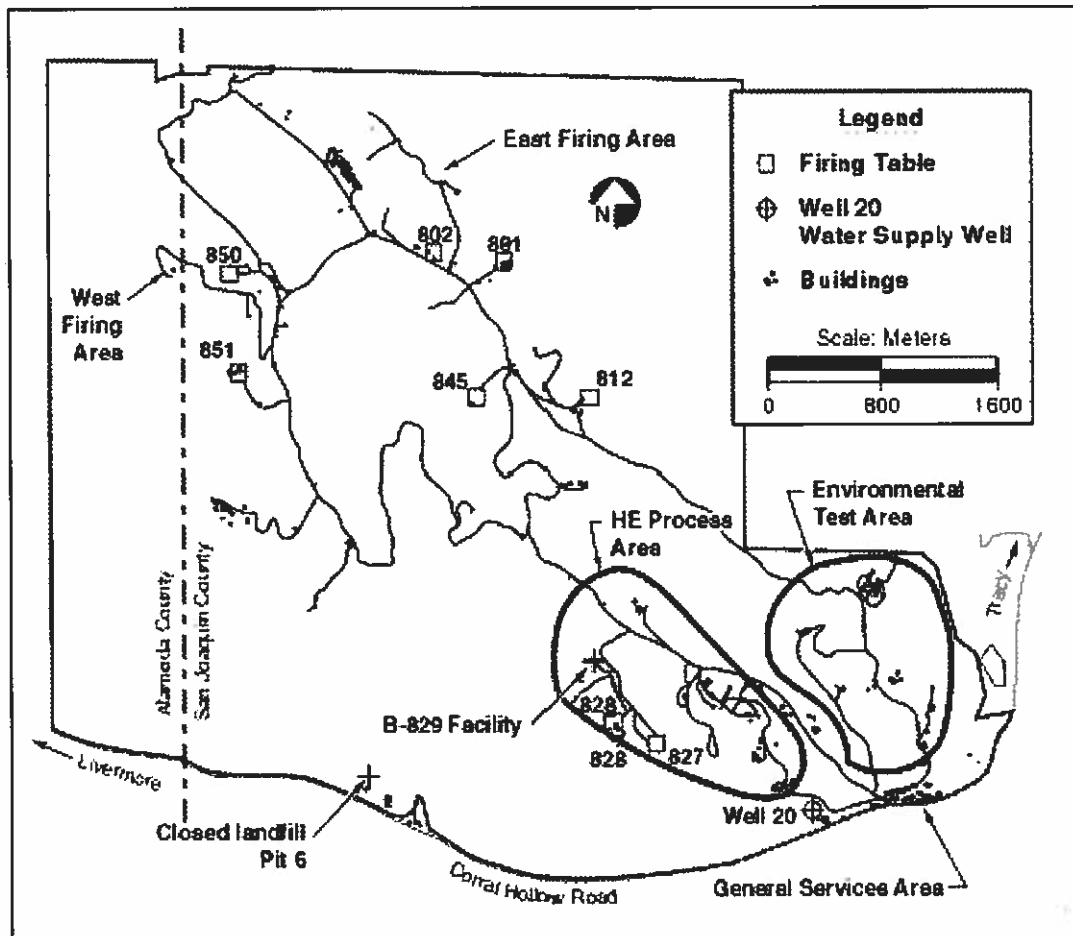 Legend
Firing Table
Well 20
Water Supply Well
Buildings
Scale: Meters
0 800 1600
East Firing Area
N
802
801
850
West
Firing
Area
851
845
812
HE Process
Area
Environmental
Test Area
Tracy
Alameda County
San Joaquin County
B-829 Facility
828
828
827
Livermore
Closed landfill
Pit 6
Well 20
Corral Hollow Road
General Services Area